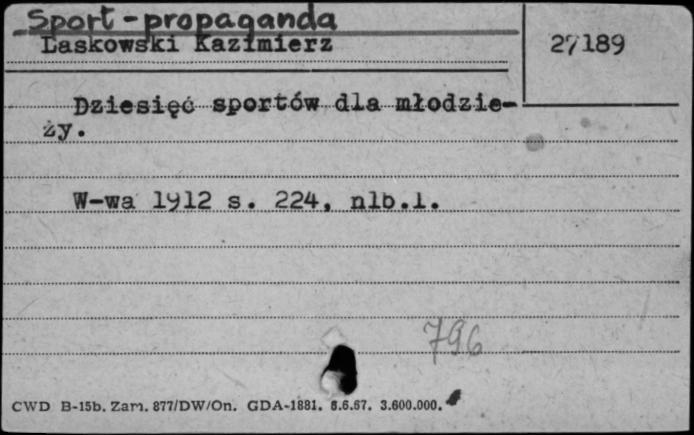 Sport-propaganda
Laskowski Kazimierz
27189
Dziesięć sportów dla młodzie-
ży.
W-wa 1912 s. 224, nlb.1.
796
CWD B-15b. Zam. 877/DW/On. GDA-1881. 6.6.67. 3.600.000.